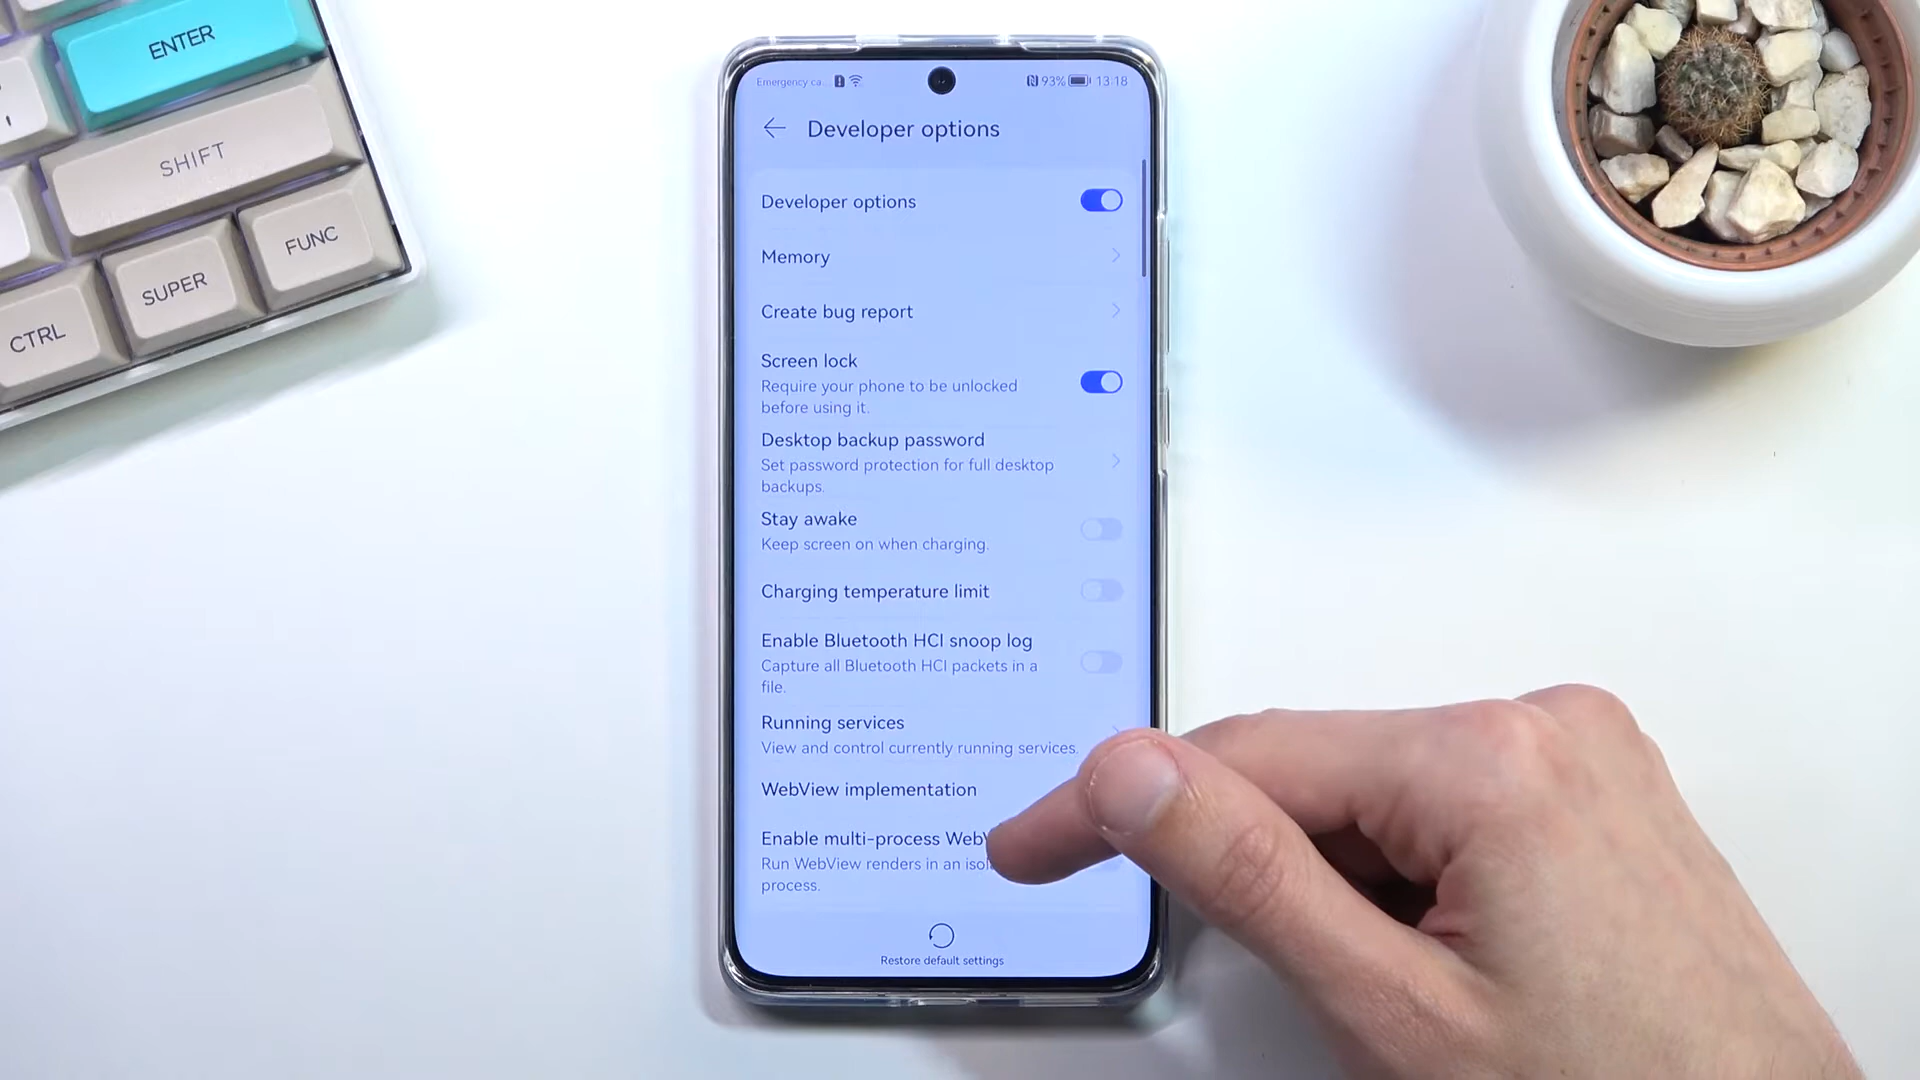 ENTER
SHIFT
FUNC
SUPER
CTRL
Emergency ca
93% 13:18
Developer options
Developer options
Memory
Create bug report
Screen lock
Require your phone to be unlocked
before using it.
Desktop backup password
Set password protection for full desktop
backups.
Stay awake
Keep screen on when charging.
Charging temperature limit
Enable Bluetooth HCI snoop log
Capture all Bluetooth HCI packets in a
file.
Running services
View and control currently running services.
WebView implementation
Enable multi-process
Run WebView renders in an
process.
Restore default settings